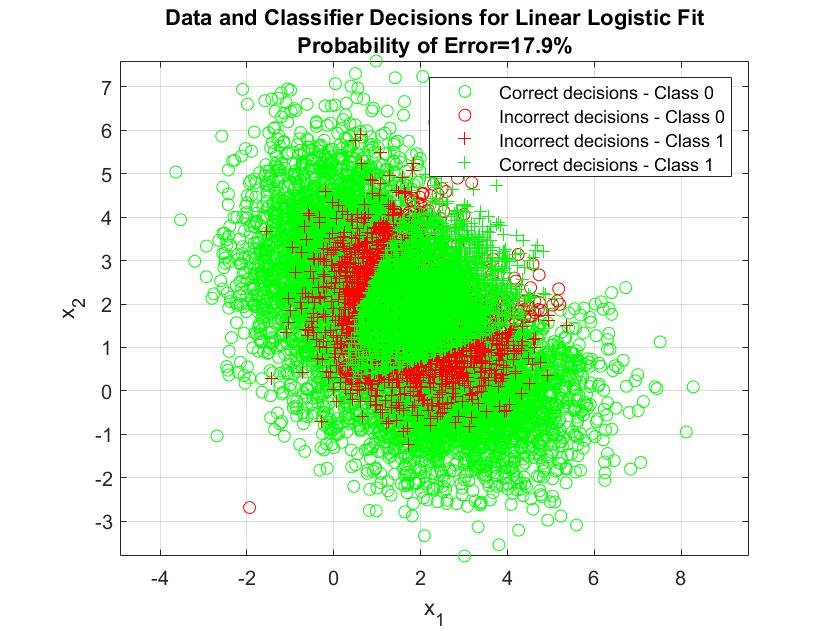 Data and Classifier Decisions for Linear Logistic Fit
Probability of Error=17.9%
Correct decisions - Class 0
Incorrect decisions - Class 0
Incorrect decisions - Class 1
Correct decisions - Class 1
7
6
5
4
3
2
1
0
-1
-2
-3
x2
-4 -2 0 2 4 6 8
x1